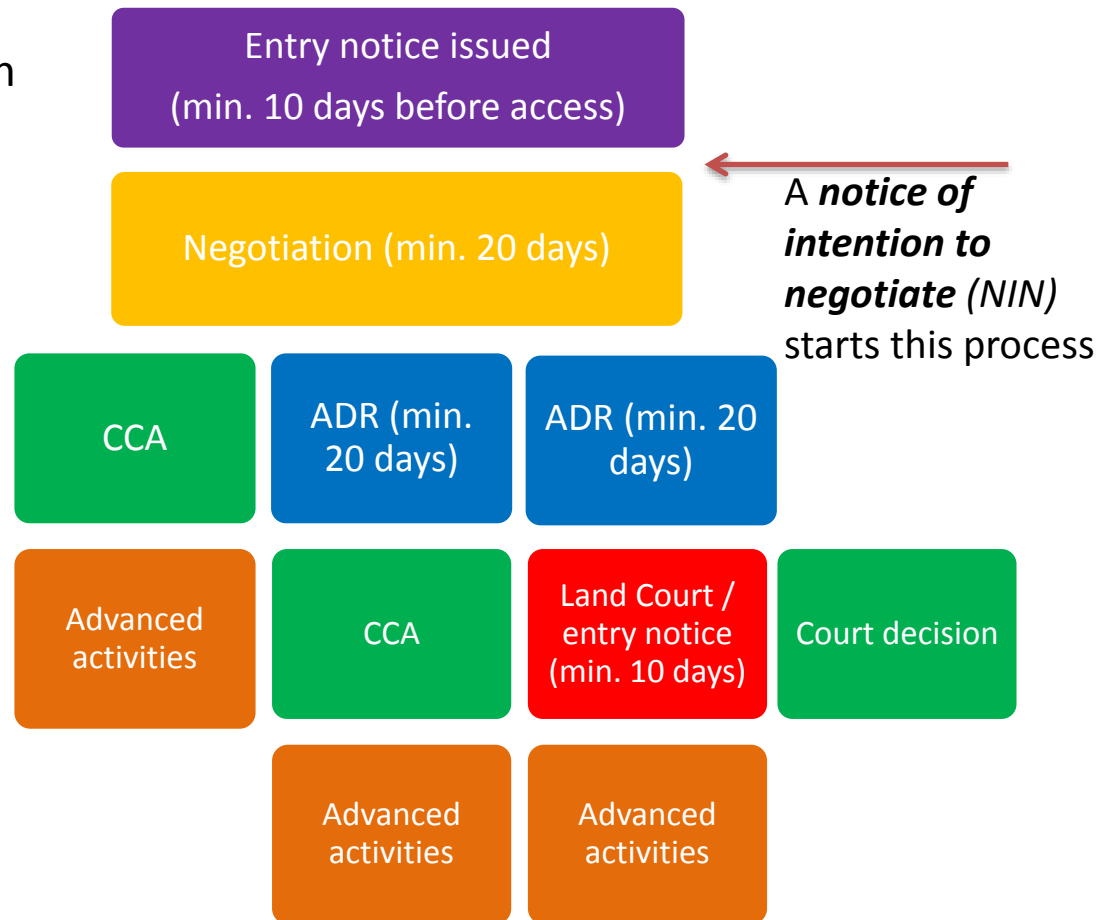 Entry notice issued
(min. 10 days before access)
A notice of
intention to
negotiate (NIN)
starts this process
Negotiation (min. 20 days)
CCA
ADR (min.
20 days)
ADR (min. 20
days)
Advanced
activities
CCA
Land Court /
entry notice
(min. 10 days)
Court decision
Advanced
activities
Advanced
activities